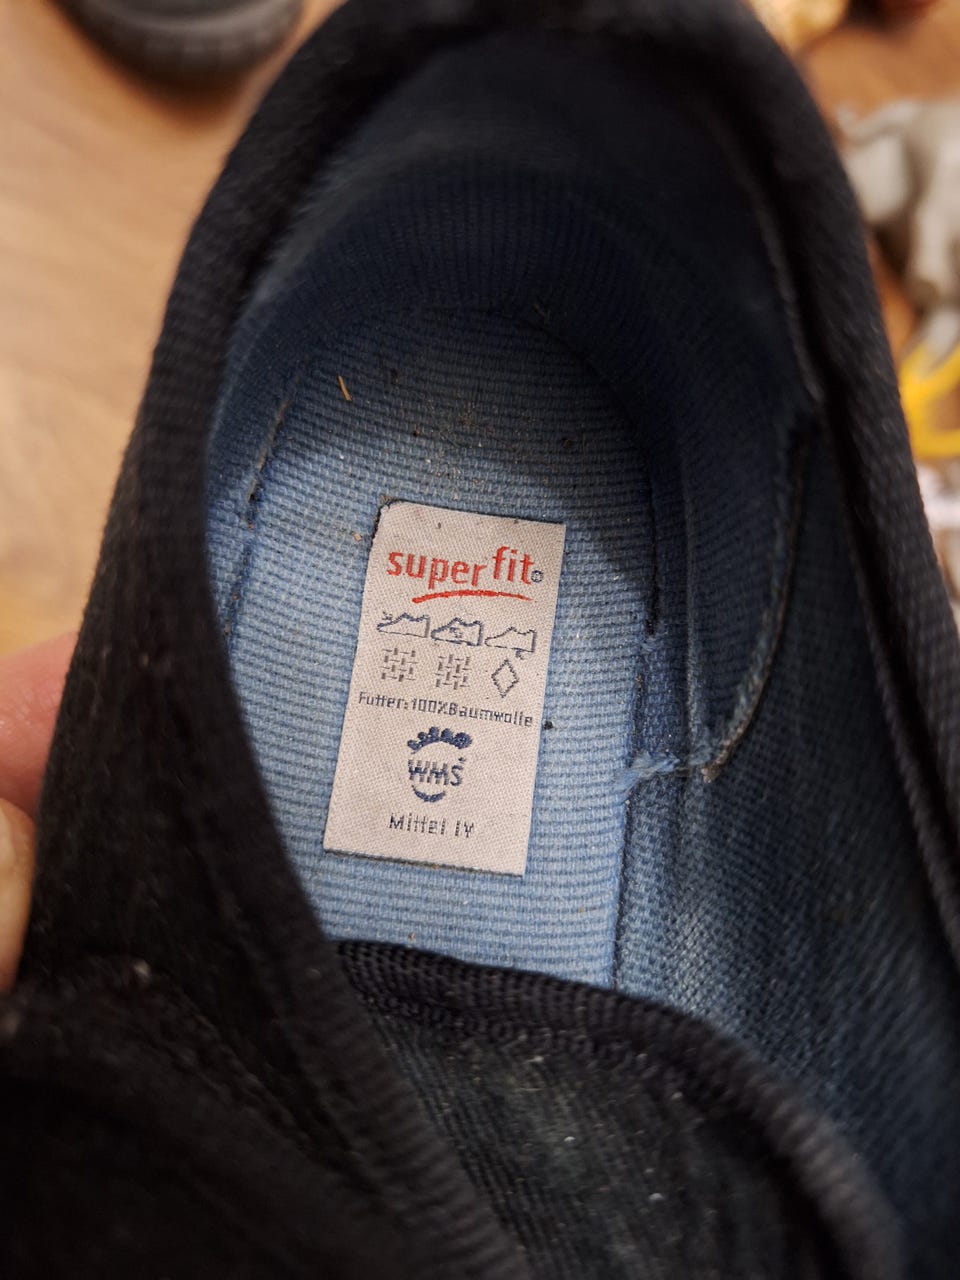 superfit®
Futter:100%Baumwolle
WMS
Mittel IV